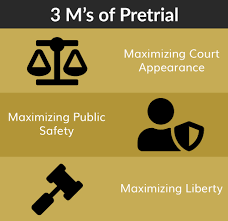 3 M's of Pretrial
Maximizing Court
Appearance
Maximizing Public
Safety
Maximizing Liberty